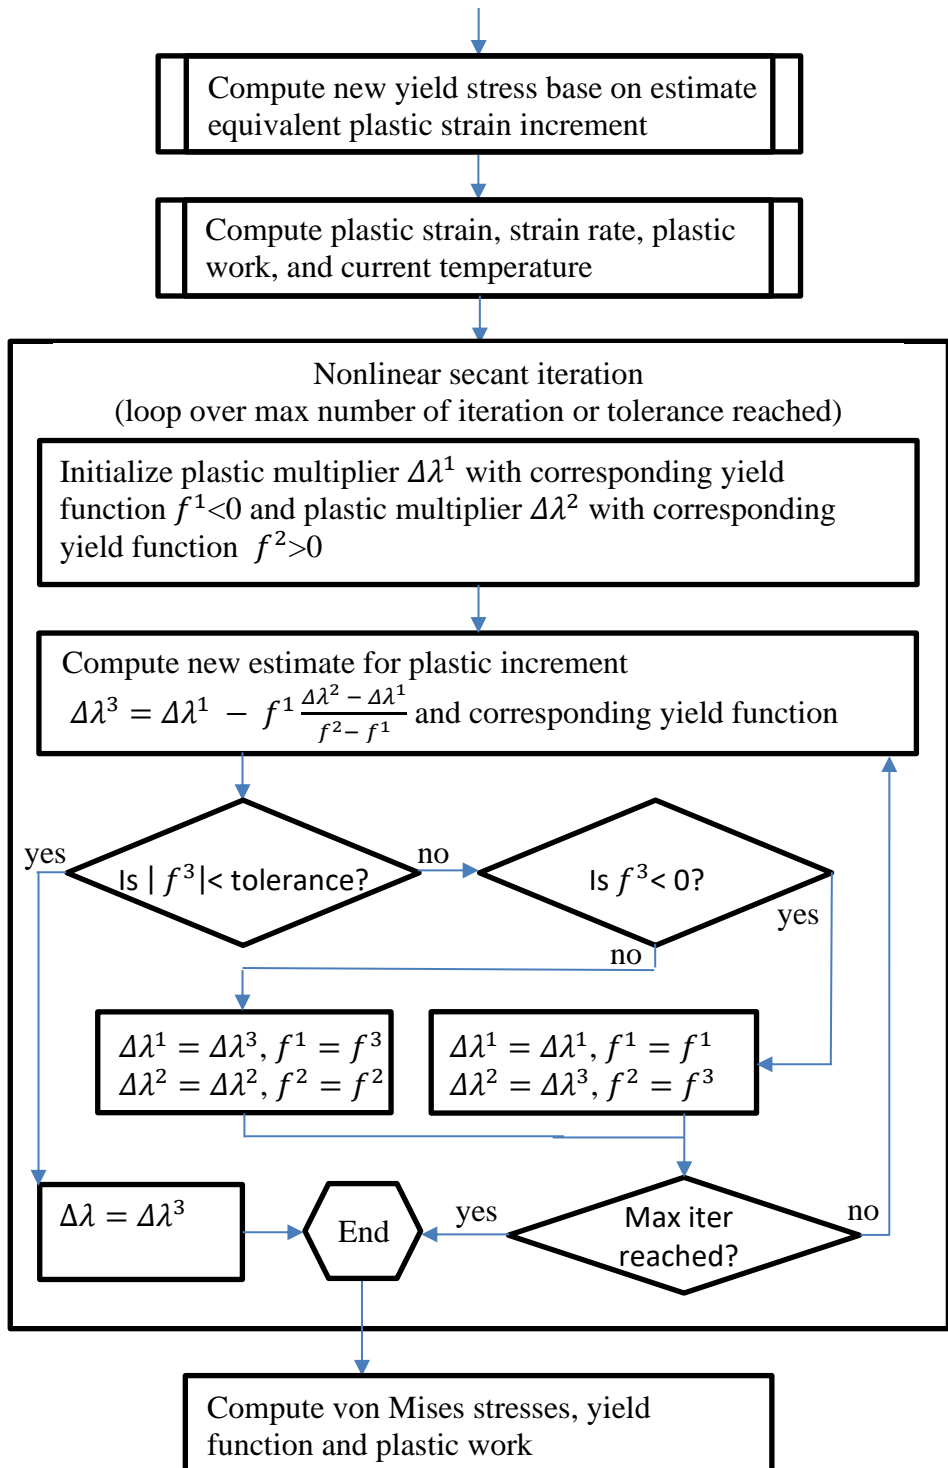 Compute new yield stress base on estimate
equivalent plastic strain increment
Compute plastic strain, strain rate, plastic
work, and current temperature
Nonlinear secant iteration
(loop over max number of iteration or tolerance reached)
Initialize plastic multiplier 𝛥𝜆¹ with corresponding yield
function 𝑓¹<0 and plastic multiplier 𝛥𝜆² with corresponding
yield function 𝑓²>0
Compute new estimate for plastic increment
𝛥𝜆³ = 𝛥𝜆¹ − 𝑓¹ (𝛥𝜆² − 𝛥𝜆¹)/(𝑓² − 𝑓¹) and corresponding yield function
yes
Is | 𝑓³|< tolerance?
no
Is 𝑓³< 0?
yes
no
𝛥𝜆¹ = 𝛥𝜆³, 𝑓¹ = 𝑓³
𝛥𝜆² = 𝛥𝜆², 𝑓² = 𝑓²
𝛥𝜆¹ = 𝛥𝜆¹, 𝑓¹ = 𝑓¹
𝛥𝜆² = 𝛥𝜆³, 𝑓² = 𝑓³
Δ𝜆 = 𝛥𝜆³
End
yes
Max iter
reached?
no
Compute von Mises stresses, yield
function and plastic work